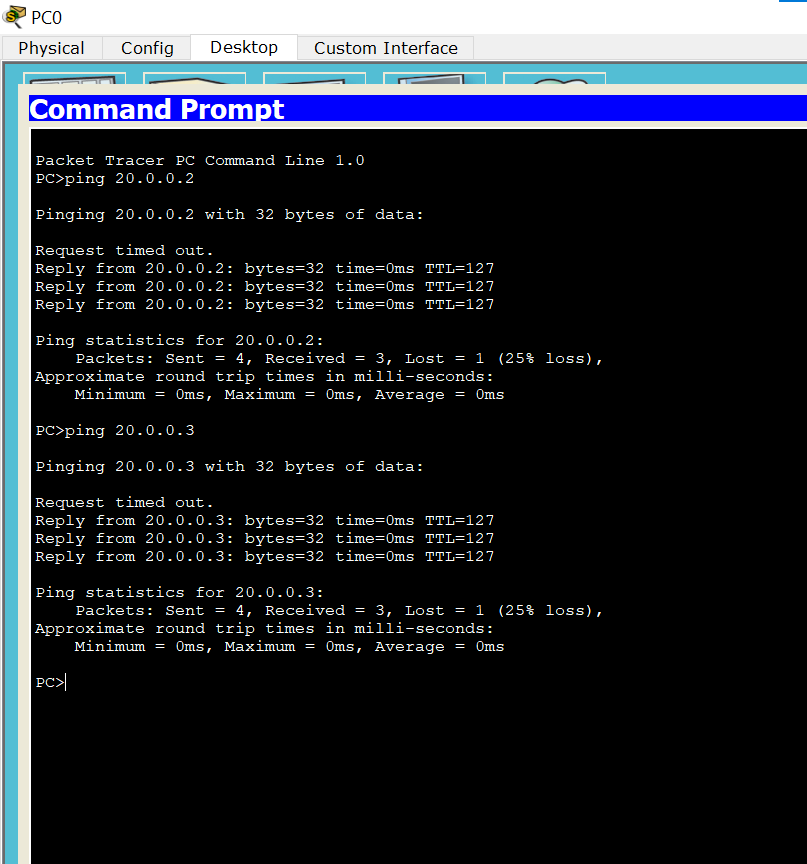 PC0
Physical Config Desktop Custom Interface
Command Prompt
Packet Tracer PC Command Line 1.0
PC>ping 20.0.0.2
Pinging 20.0.0.2 with 32 bytes of data:
Request timed out.
Reply from 20.0.0.2: bytes=32 time=0ms TTL=127
Reply from 20.0.0.2: bytes=32 time=0ms TTL=127
Reply from 20.0.0.2: bytes=32 time=0ms TTL=127
Ping statistics for 20.0.0.2:
Packets: Sent = 4, Received = 3, Lost = 1 (25% loss),
Approximate round trip times in milli-seconds:
Minimum = 0ms, Maximum = 0ms, Average = 0ms
PC>ping 20.0.0.3
Pinging 20.0.0.3 with 32 bytes of data:
Request timed out.
Reply from 20.0.0.3: bytes=32 time=0ms TTL=127
Reply from 20.0.0.3: bytes=32 time=0ms TTL=127
Reply from 20.0.0.3: bytes=32 time=0ms TTL=127
Ping statistics for 20.0.0.3:
Packets: Sent = 4, Received = 3, Lost = 1 (25% loss),
Approximate round trip times in milli-seconds:
Minimum = 0ms, Maximum = 0ms, Average = 0ms
PC>